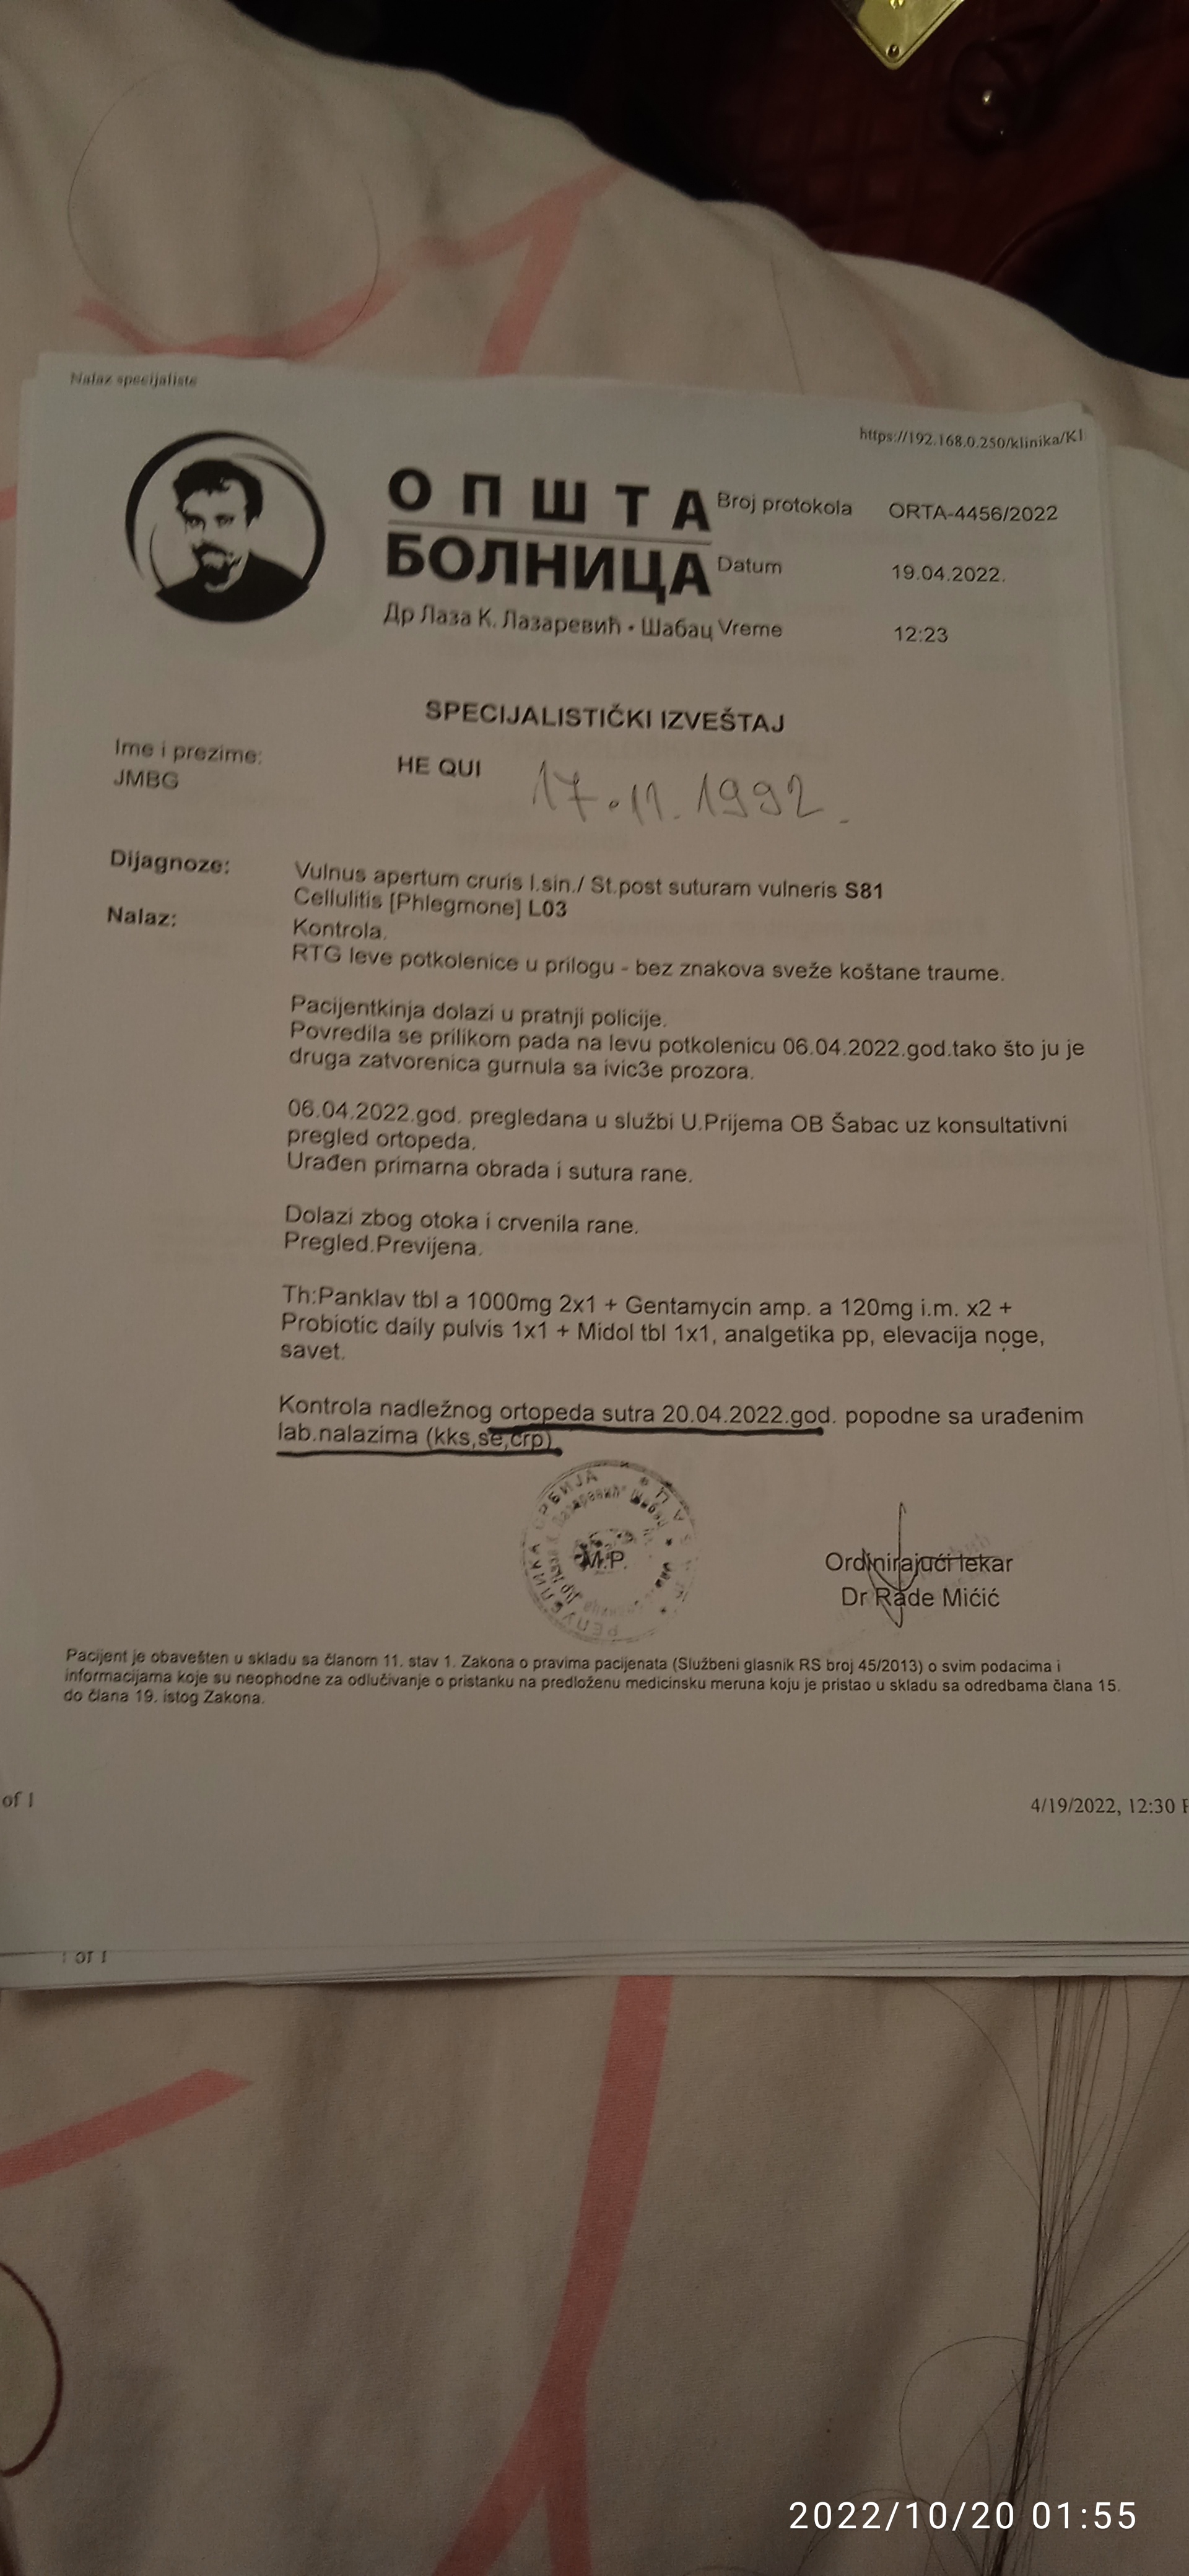 Nalaz specijaliste
https://192.168.0.250/klinika/K1
ОПШТА
БОЛНИЦА
Др Лаза К. Лазаревић • Шабац
Broj protokola ORTA-4456/2022
Datum 19.04.2022.
Vreme 12:23
SPECIJALISTIČKI IZVEŠTAJ
Ime i prezime: HE QUI 17.11.1992.
JMBG
Dijagnoze: Vulnus apertum cruris l.sin./ St.post suturam vulneris S81
Cellulitis [Phlegmone] L03
Nalaz: Kontrola.
RTG leve potkolenice u prilogu - bez znakova sveže koštane traume.
Pacijentkinja dolazi u pratnji policije.
Povredila se prilikom pada na levu potkolenicu 06.04.2022.god.tako što ju je
druga zatvorenica gurnula sa ivic3e prozora.
06.04.2022.god. pregledana u službi U.Prijema OB Šabac uz konsultativni
pregled ortopeda.
Urađen primarna obrada i sutura rane.
Dolazi zbog otoka i crvenila rane.
Pregled.Previjena.
Th:Panklav tbl a 1000mg 2x1 + Gentamycin amp. a 120mg i.m. x2 +
Probiotic daily pulvis 1x1 + Midol tbl 1x1, analgetika pp, elevacija noge,
savet.
Kontrola nadležnog ortopeda sutra 20.04.2022.god. popodne sa urađenim
lab.nalazima (kks,se,crp).
M.P.
Ordinirajući lekar
Dr Rade Mićić
Pacijent je obavešten u skladu sa članom 11. stav 1. Zakona o pravima pacijenata (Službeni glasnik RS broj 45/2013) o svim podacima i
informacijama koje su neophodne za odlučivanje o pristanku na predloženu medicinsku meruna koju je pristao u skladu sa odredbama člana 15.
do člana 19. istog Zakona.
of 1
4/19/2022, 12:30 P
of 1
2022/10/20 01:55